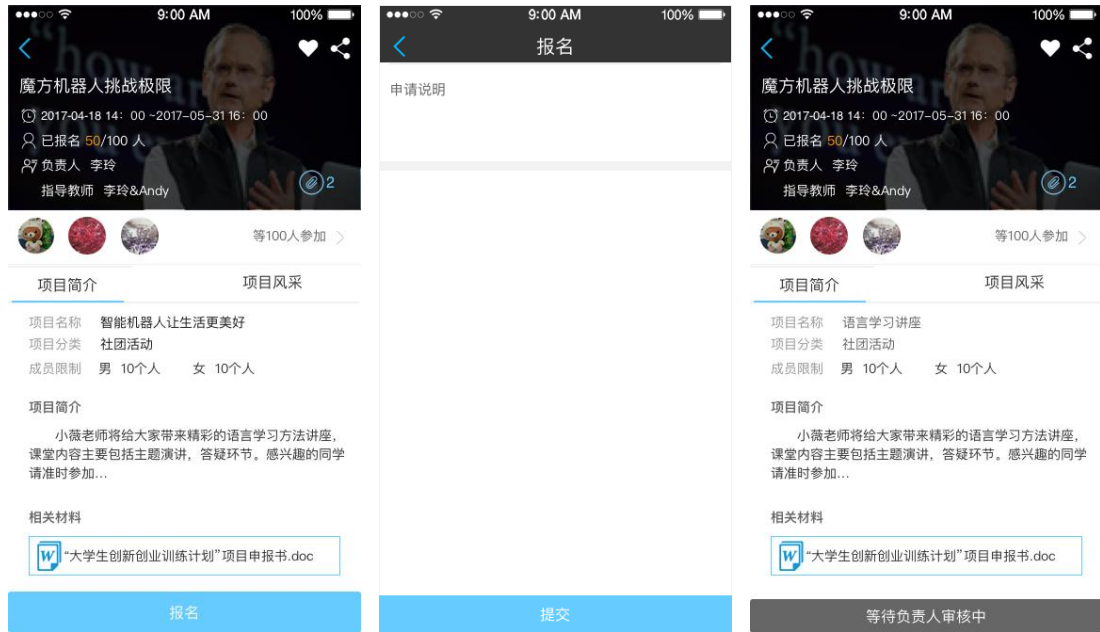 9:00 AM
100%
"how
魔方机器人挑战极限
2017-04-18 14：00 ~2017-05-31 16：00
已报名 50/100 人
负责人 李玲
指导教师 李玲&Andy
2
等100人参加
项目简介 项目风采
项目名称 智能机器人让生活更美好
项目分类 社团活动
成员限制 男 10个人 女 10个人
项目简介
小薇老师将给大家带来精彩的语言学习方法讲座，
课堂内容主要包括主题演讲，答疑环节。感兴趣的同学
请准时参加...
相关材料
W "大学生创新创业训练计划"项目申报书.doc
报名
9:00 AM
100%
报名
申请说明
提交
9:00 AM
100%
"how
魔方机器人挑战极限
2017-04-18 14：00 ~2017-05-31 16：00
已报名 50/100 人
负责人 李玲
指导教师 李玲&Andy
2
等100人参加
项目简介 项目风采
项目名称 语言学习讲座
项目分类 社团活动
成员限制 男 10个人 女 10个人
项目简介
小薇老师将给大家带来精彩的语言学习方法讲座，
课堂内容主要包括主题演讲，答疑环节。感兴趣的同学
请准时参加...
相关材料
W "大学生创新创业训练计划"项目申报书.doc
等待负责人审核中